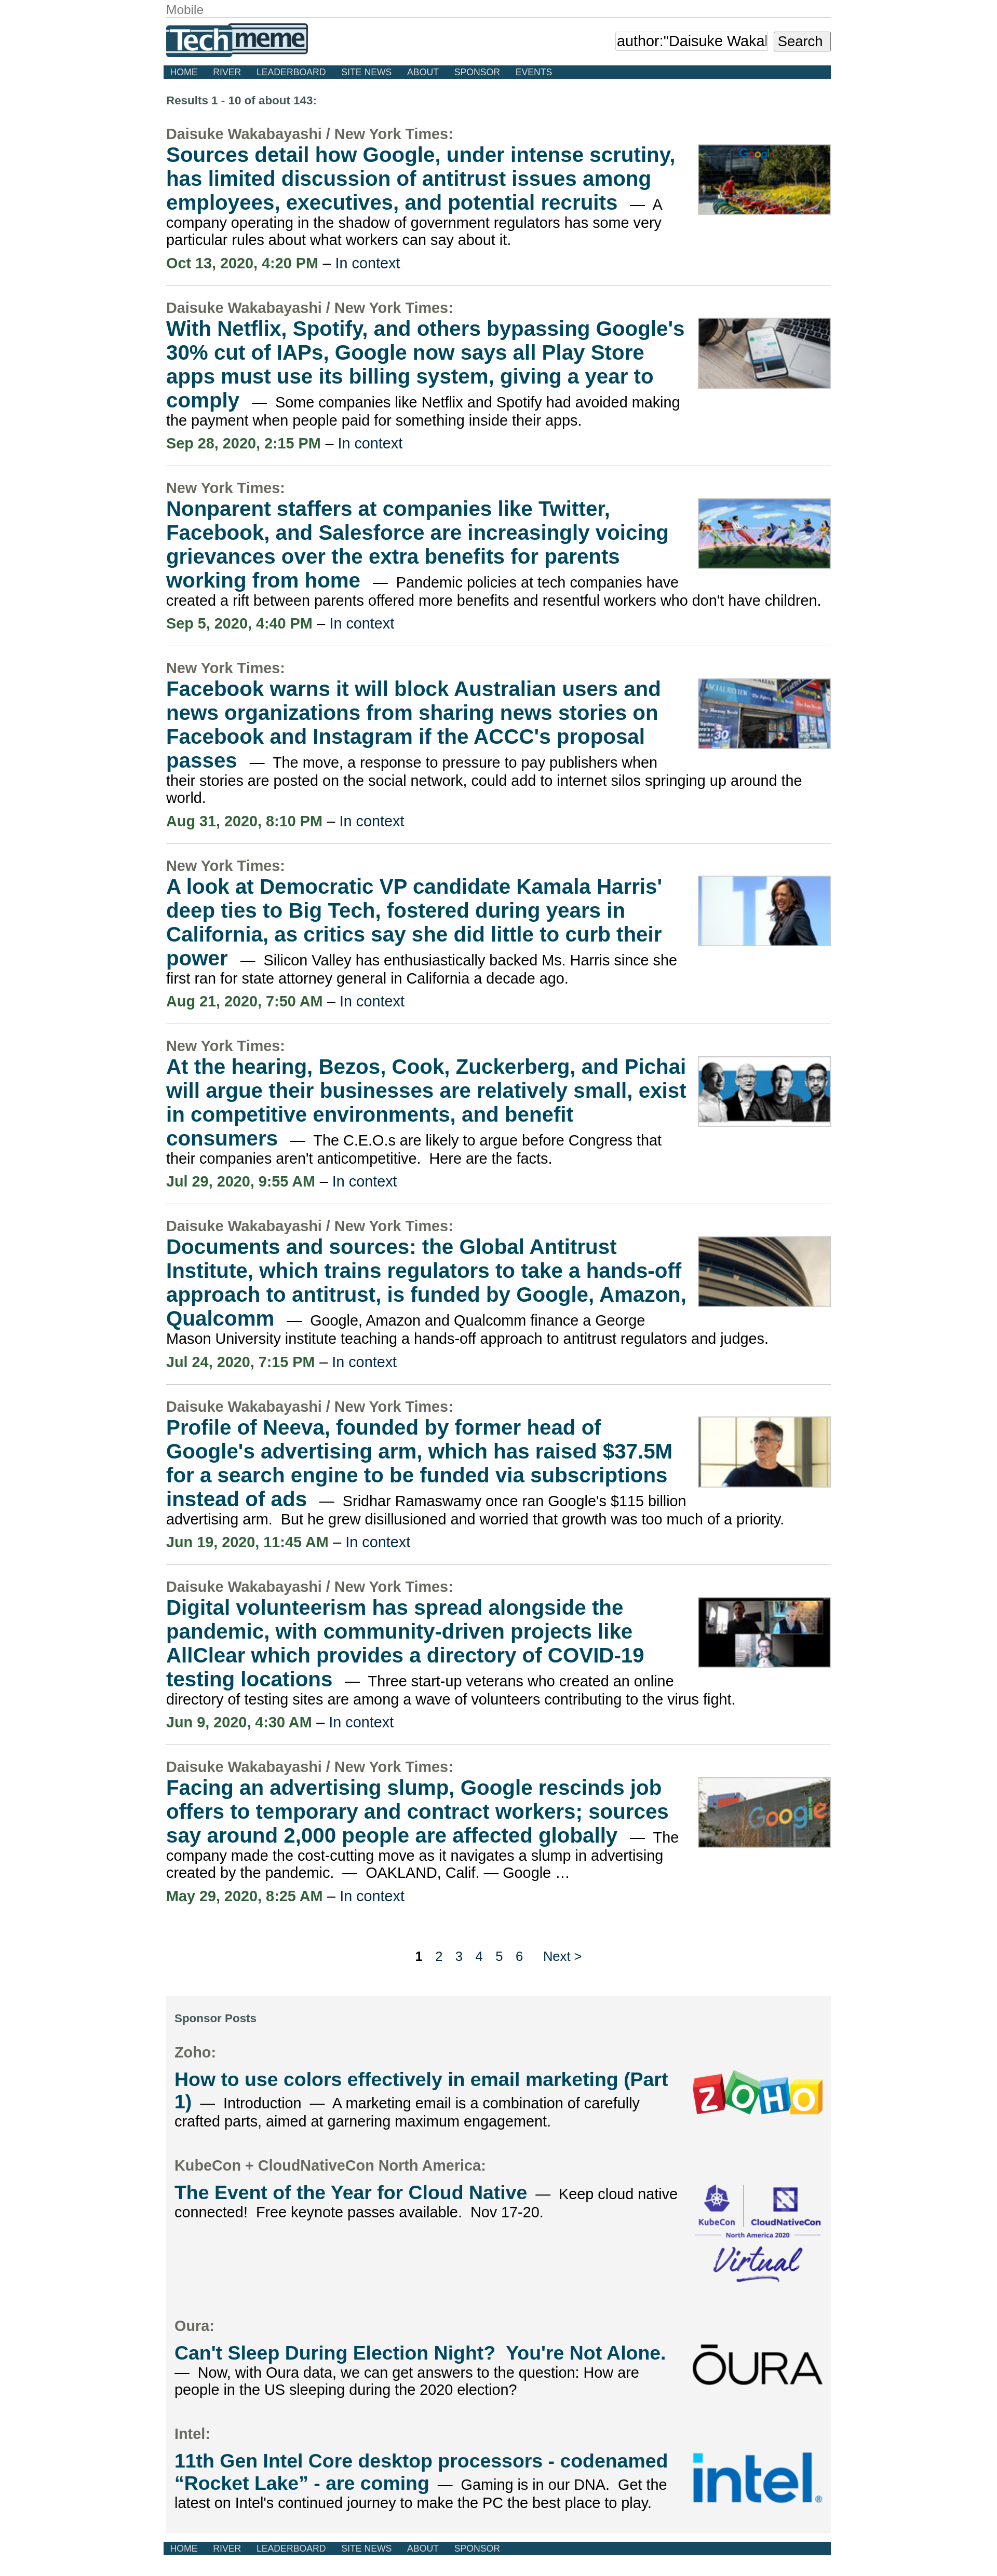 Mobile
Techmeme
author:"Daisuke Wakal
Search
HOME RIVER LEADERBOARD SITE NEWS ABOUT SPONSOR EVENTS
Results 1 - 10 of about 143:
Daisuke Wakabayashi / New York Times:
Sources detail how Google, under intense scrutiny,
has limited discussion of antitrust issues among
employees, executives, and potential recruits — A
company operating in the shadow of government regulators has some very
particular rules about what workers can say about it.
Oct 13, 2020, 4:20 PM – In context
Daisuke Wakabayashi / New York Times:
With Netflix, Spotify, and others bypassing Google's
30% cut of IAPs, Google now says all Play Store
apps must use its billing system, giving a year to
comply — Some companies like Netflix and Spotify had avoided making
the payment when people paid for something inside their apps.
Sep 28, 2020, 2:15 PM – In context
New York Times:
Nonparent staffers at companies like Twitter,
Facebook, and Salesforce are increasingly voicing
grievances over the extra benefits for parents
working from home — Pandemic policies at tech companies have
created a rift between parents offered more benefits and resentful workers who don't have children.
Sep 5, 2020, 4:40 PM – In context
New York Times:
Facebook warns it will block Australian users and
news organizations from sharing news stories on
Facebook and Instagram if the ACCC's proposal
passes — The move, a response to pressure to pay publishers when
their stories are posted on the social network, could add to internet silos springing up around the
world.
Aug 31, 2020, 8:10 PM – In context
New York Times:
A look at Democratic VP candidate Kamala Harris'
deep ties to Big Tech, fostered during years in
California, as critics say she did little to curb their
power — Silicon Valley has enthusiastically backed Ms. Harris since she
first ran for state attorney general in California a decade ago.
Aug 21, 2020, 7:50 AM – In context
New York Times:
At the hearing, Bezos, Cook, Zuckerberg, and Pichai
will argue their businesses are relatively small, exist
in competitive environments, and benefit
consumers — The C.E.O.s are likely to argue before Congress that
their companies aren't anticompetitive. Here are the facts.
Jul 29, 2020, 9:55 AM – In context
Daisuke Wakabayashi / New York Times:
Documents and sources: the Global Antitrust
Institute, which trains regulators to take a hands-off
approach to antitrust, is funded by Google, Amazon,
Qualcomm — Google, Amazon and Qualcomm finance a George
Mason University institute teaching a hands-off approach to antitrust regulators and judges.
Jul 24, 2020, 7:15 PM – In context
Daisuke Wakabayashi / New York Times:
Profile of Neeva, founded by former head of
Google's advertising arm, which has raised $37.5M
for a search engine to be funded via subscriptions
instead of ads — Sridhar Ramaswamy once ran Google's $115 billion
advertising arm. But he grew disillusioned and worried that growth was too much of a priority.
Jun 19, 2020, 11:45 AM – In context
Daisuke Wakabayashi / New York Times:
Digital volunteerism has spread alongside the
pandemic, with community-driven projects like
AllClear which provides a directory of COVID-19
testing locations — Three start-up veterans who created an online
directory of testing sites are among a wave of volunteers contributing to the virus fight.
Jun 9, 2020, 4:30 AM – In context
Daisuke Wakabayashi / New York Times:
Facing an advertising slump, Google rescinds job
offers to temporary and contract workers; sources
say around 2,000 people are affected globally — The
company made the cost-cutting move as it navigates a slump in advertising
created by the pandemic. — OAKLAND, Calif. — Google …
Google
May 29, 2020, 8:25 AM – In context
1 2 3 4 5 6 Next >
Sponsor Posts
Zoho:
How to use colors effectively in email marketing (Part
1) — Introduction — A marketing email is a combination of carefully
crafted parts, aimed at garnering maximum engagement.
ZOHO
KubeCon + CloudNativeCon North America:
The Event of the Year for Cloud Native — Keep cloud native
connected! Free keynote passes available. Nov 17-20.
KubeCon CloudNativeCon
North America 2020
Virtual
Oura:
Can't Sleep During Election Night? You're Not Alone.
— Now, with Oura data, we can get answers to the question: How are
people in the US sleeping during the 2020 election?
ŌURA
Intel:
11th Gen Intel Core desktop processors - codenamed
“Rocket Lake” - are coming — Gaming is in our DNA. Get the
latest on Intel's continued journey to make the PC the best place to play.
intel®
HOME RIVER LEADERBOARD SITE NEWS ABOUT SPONSOR